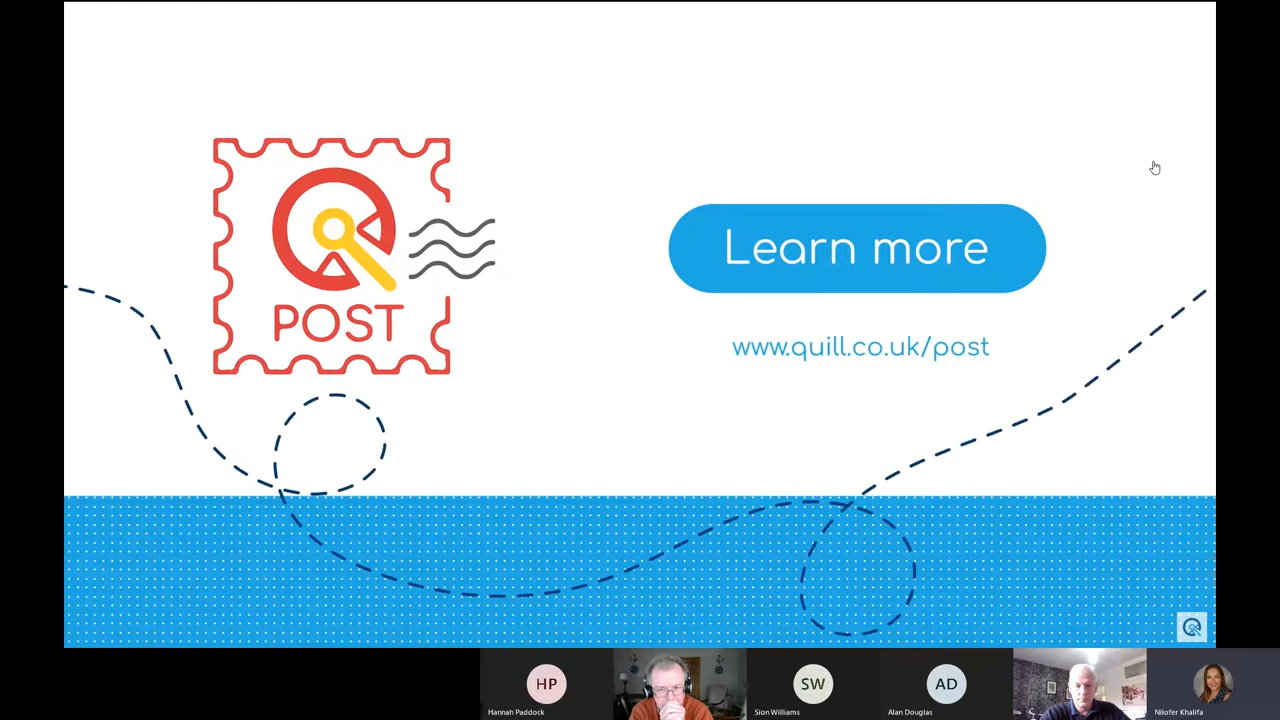 POST
Learn more
www.quill.co.uk/post
HP
SW
AD
Hannah Paddock
Sion Williams
Alan Douglas
Nilofer Khalifa